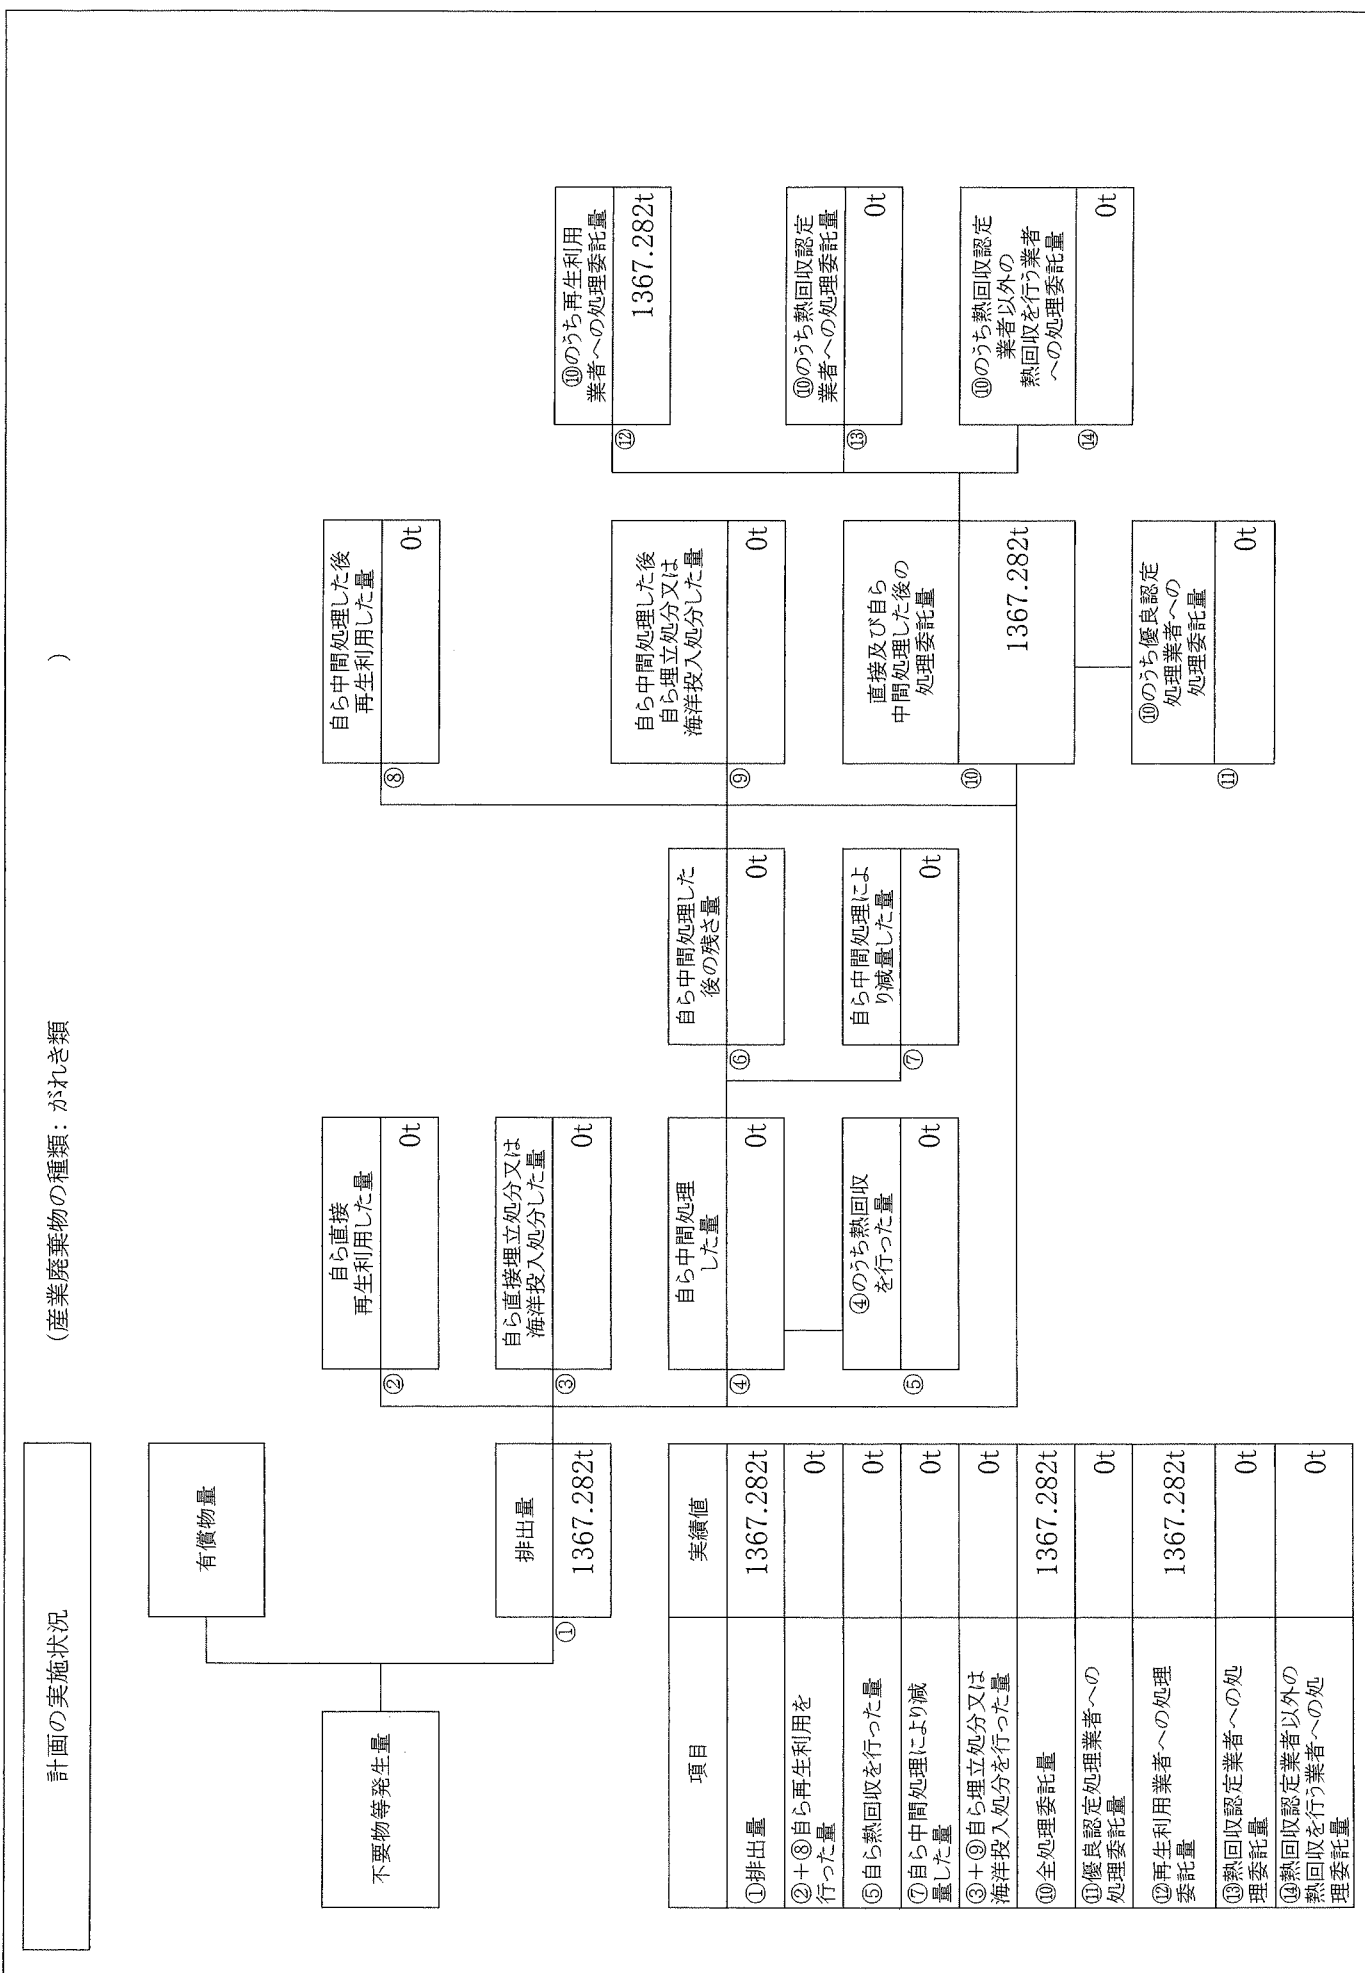 計画の実施状況
(産業廃棄物の種類：がれき類
)
不要物等発生量
有償物量
①
排出量
1367.282t
②
自ら直接
再生利用した量
0t
③
自ら直接埋立処分又は
海洋投入処分した量
0t
④
自ら中間処理
した量
0t
⑤
④のうち熱回収
を行った量
0t
⑥
自ら中間処理した
後の残さ量
0t
⑦
自ら中間処理によ
り減量した量
0t
⑧
自ら中間処理した後
再生利用した量
0t
⑨
自ら中間処理した後
自ら埋立処分又は
海洋投入処分した量
0t
⑩
直接及び自ら
中間処理した後の
処理委託量
1367.282t
⑪
⑩のうち優良認定
処理業者への
処理委託量
0t
⑫
⑩のうち再生利用
業者への処理委託量
1367.282t
⑬
⑩のうち熱回収認定
業者への処理委託量
0t
⑭
⑩のうち熱回収認定
業者以外の
熱回収を行う業者
への処理委託量
0t
項目 実績値
①排出量 1367.282t
②＋⑧自ら再生利用を
行った量 0t
⑤自ら熱回収を行った量 0t
⑦自ら中間処理により減
量した量 0t
③＋⑨自ら埋立処分又は
海洋投入処分を行った量 0t
⑩全処理委託量 1367.282t
⑪優良認定処理業者への
処理委託量 0t
⑫再生利用業者への処理
委託量 1367.282t
⑬熱回収認定業者への処
理委託量 0t
⑭熱回収認定業者以外の
熱回収を行う業者への処
理委託量 0t